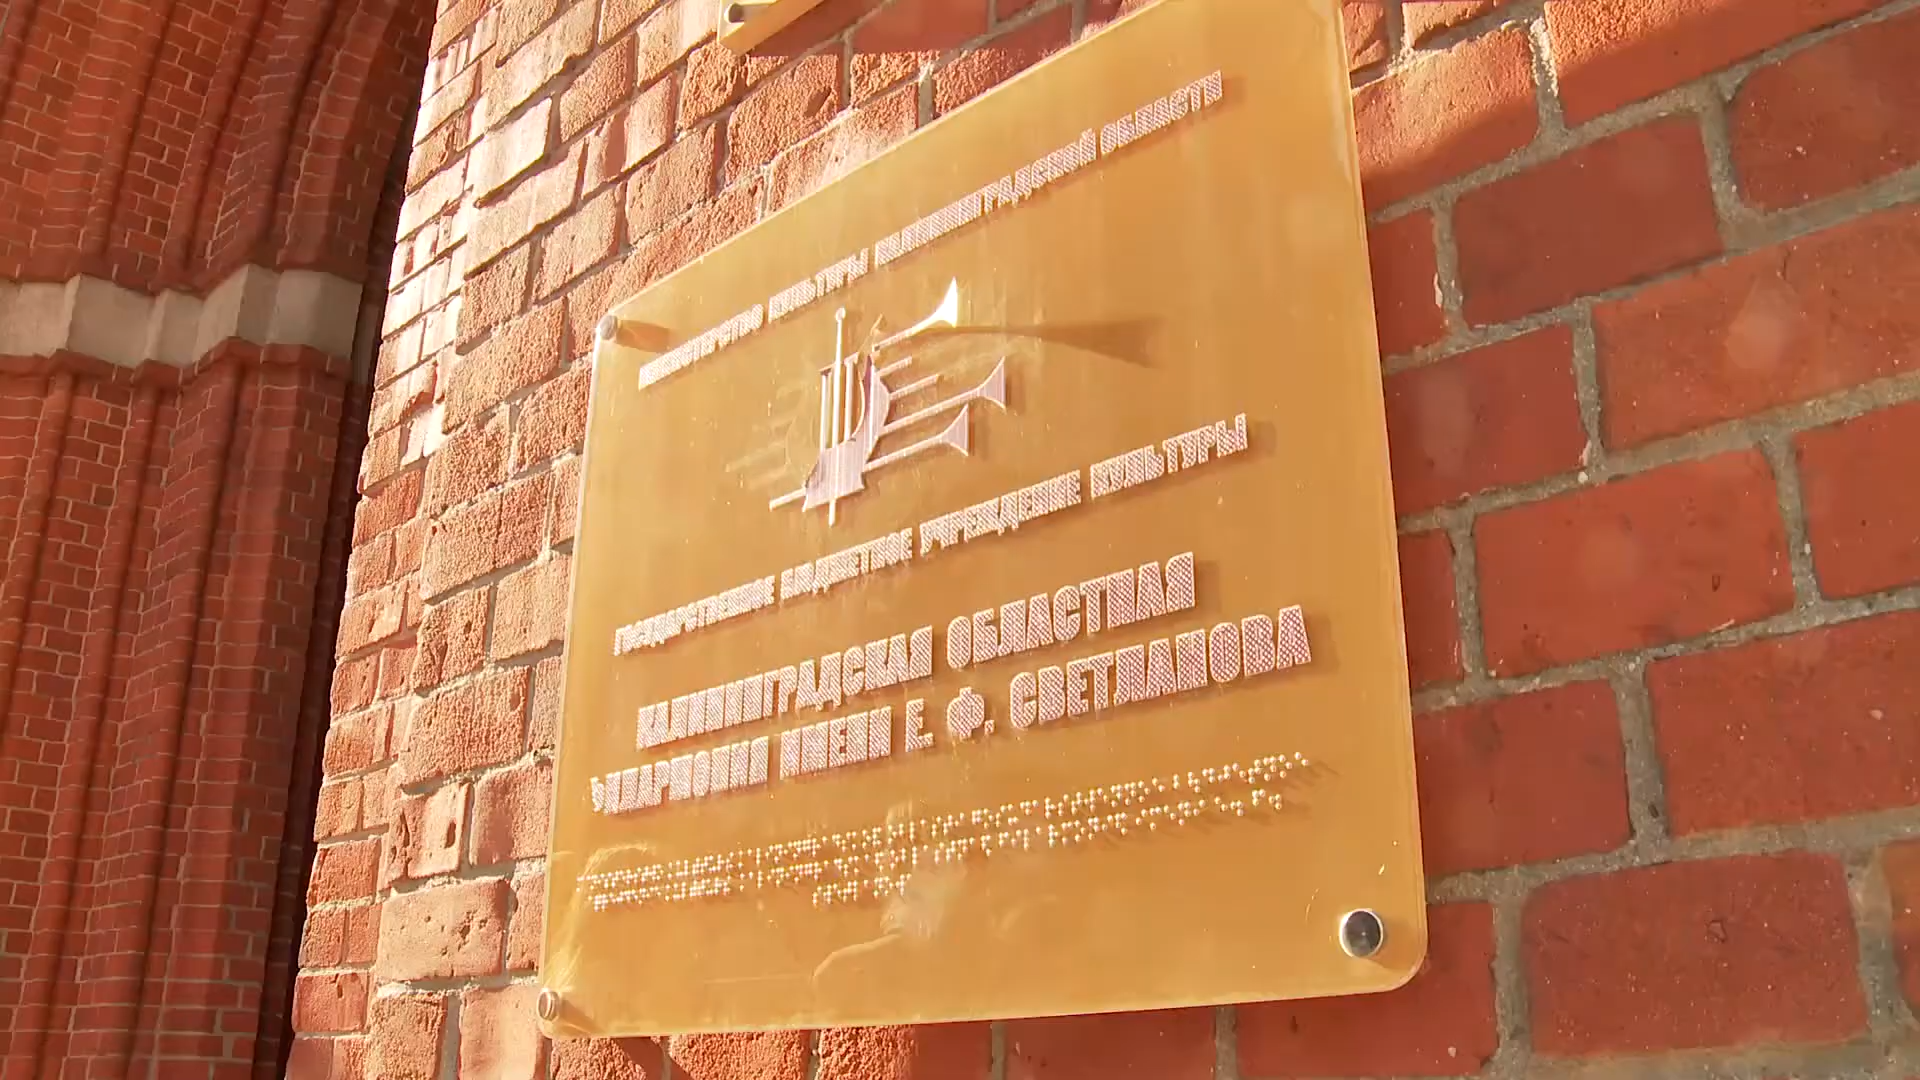 МИНИСТЕРСТВО КУЛЬТУРЫ КАЛИНИНГРАДСКОЙ ОБЛАСТИ
ГОСУДАРСТВЕННОЕ БЮДЖЕТНОЕ УЧРЕЖДЕНИЕ КУЛЬТУРЫ
КАЛИНИНГРАДСКАЯ ОБЛАСТНАЯ
ФИЛАРМОНИЯ ИМЕНИ Е. Ф. СВЕТЛАНОВА